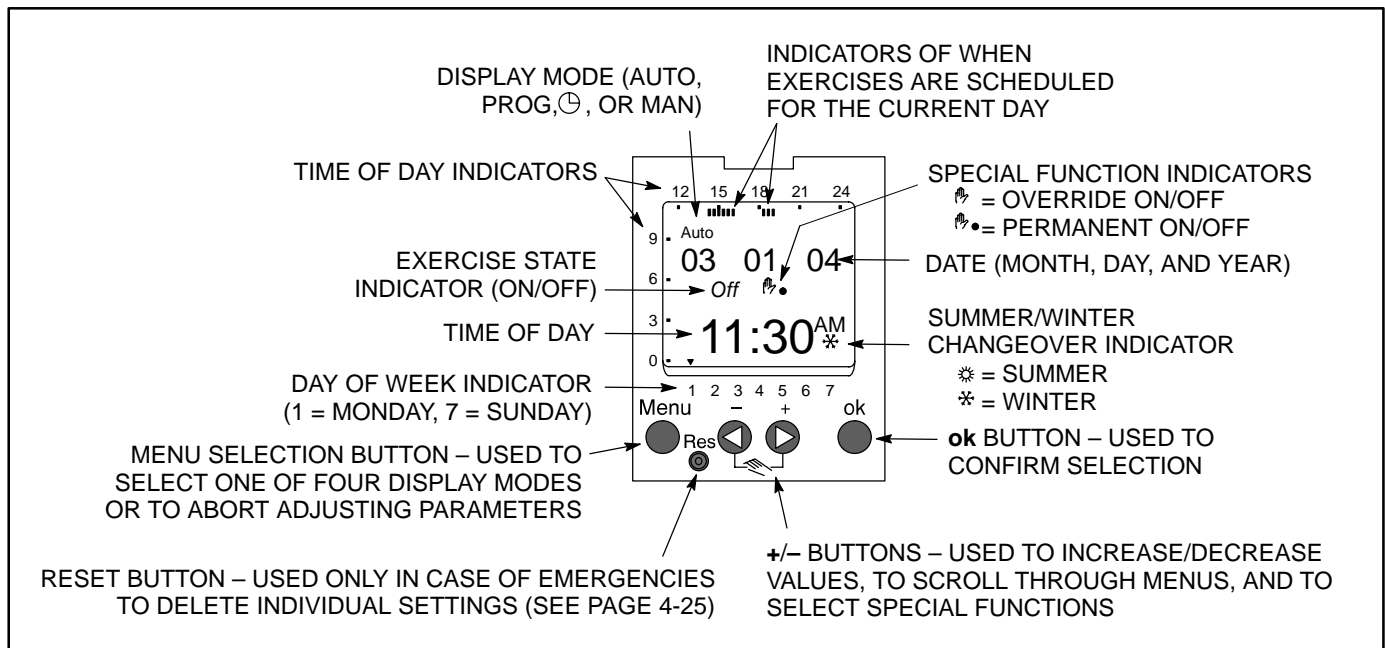 DISPLAY MODE (AUTO,
PROG, , OR MAN)
INDICATORS OF WHEN
EXERCISES ARE SCHEDULED
FOR THE CURRENT DAY
TIME OF DAY INDICATORS
SPECIAL FUNCTION INDICATORS
= OVERRIDE ON/OFF
•= PERMANENT ON/OFF
12 15 18 21 24
9
6
3
0
Auto
03 01 04
DATE (MONTH, DAY, AND YEAR)
EXERCISE STATE
INDICATOR (ON/OFF)
Off
TIME OF DAY
11:30 AM
SUMMER/WINTER
CHANGEOVER INDICATOR
= SUMMER
= WINTER
DAY OF WEEK INDICATOR
(1 = MONDAY, 7 = SUNDAY)
1 2 3 4 5 6 7
Menu – + ok
Res
MENU SELECTION BUTTON – USED TO
SELECT ONE OF FOUR DISPLAY MODES
OR TO ABORT ADJUSTING PARAMETERS
ok BUTTON – USED TO
CONFIRM SELECTION
RESET BUTTON – USED ONLY IN CASE OF EMERGENCIES
TO DELETE INDIVIDUAL SETTINGS (SEE PAGE 4-25)
+/– BUTTONS – USED TO INCREASE/DECREASE
VALUES, TO SCROLL THROUGH MENUS, AND TO
SELECT SPECIAL FUNCTIONS